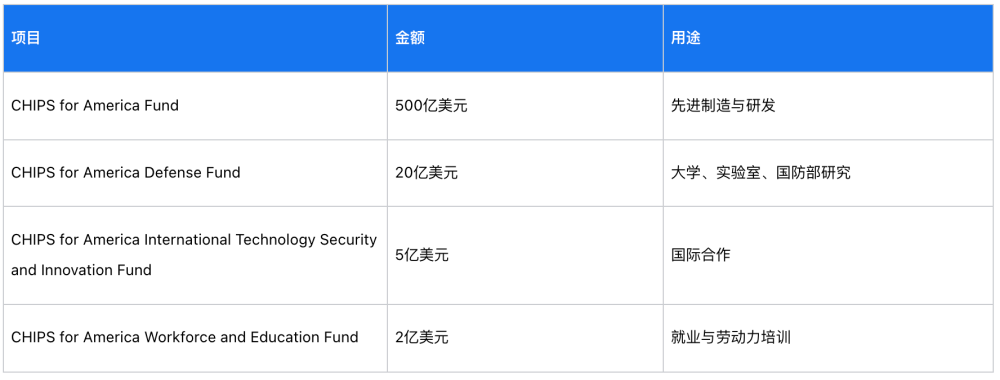 项目 金额 用途
CHIPS for America Fund 500亿美元 先进制造与研发
CHIPS for America Defense Fund 20亿美元 大学、实验室、国防部研究
CHIPS for America International Technology Security
and Innovation Fund 5亿美元 国际合作
CHIPS for America Workforce and Education Fund 2亿美元 就业与劳动力培训